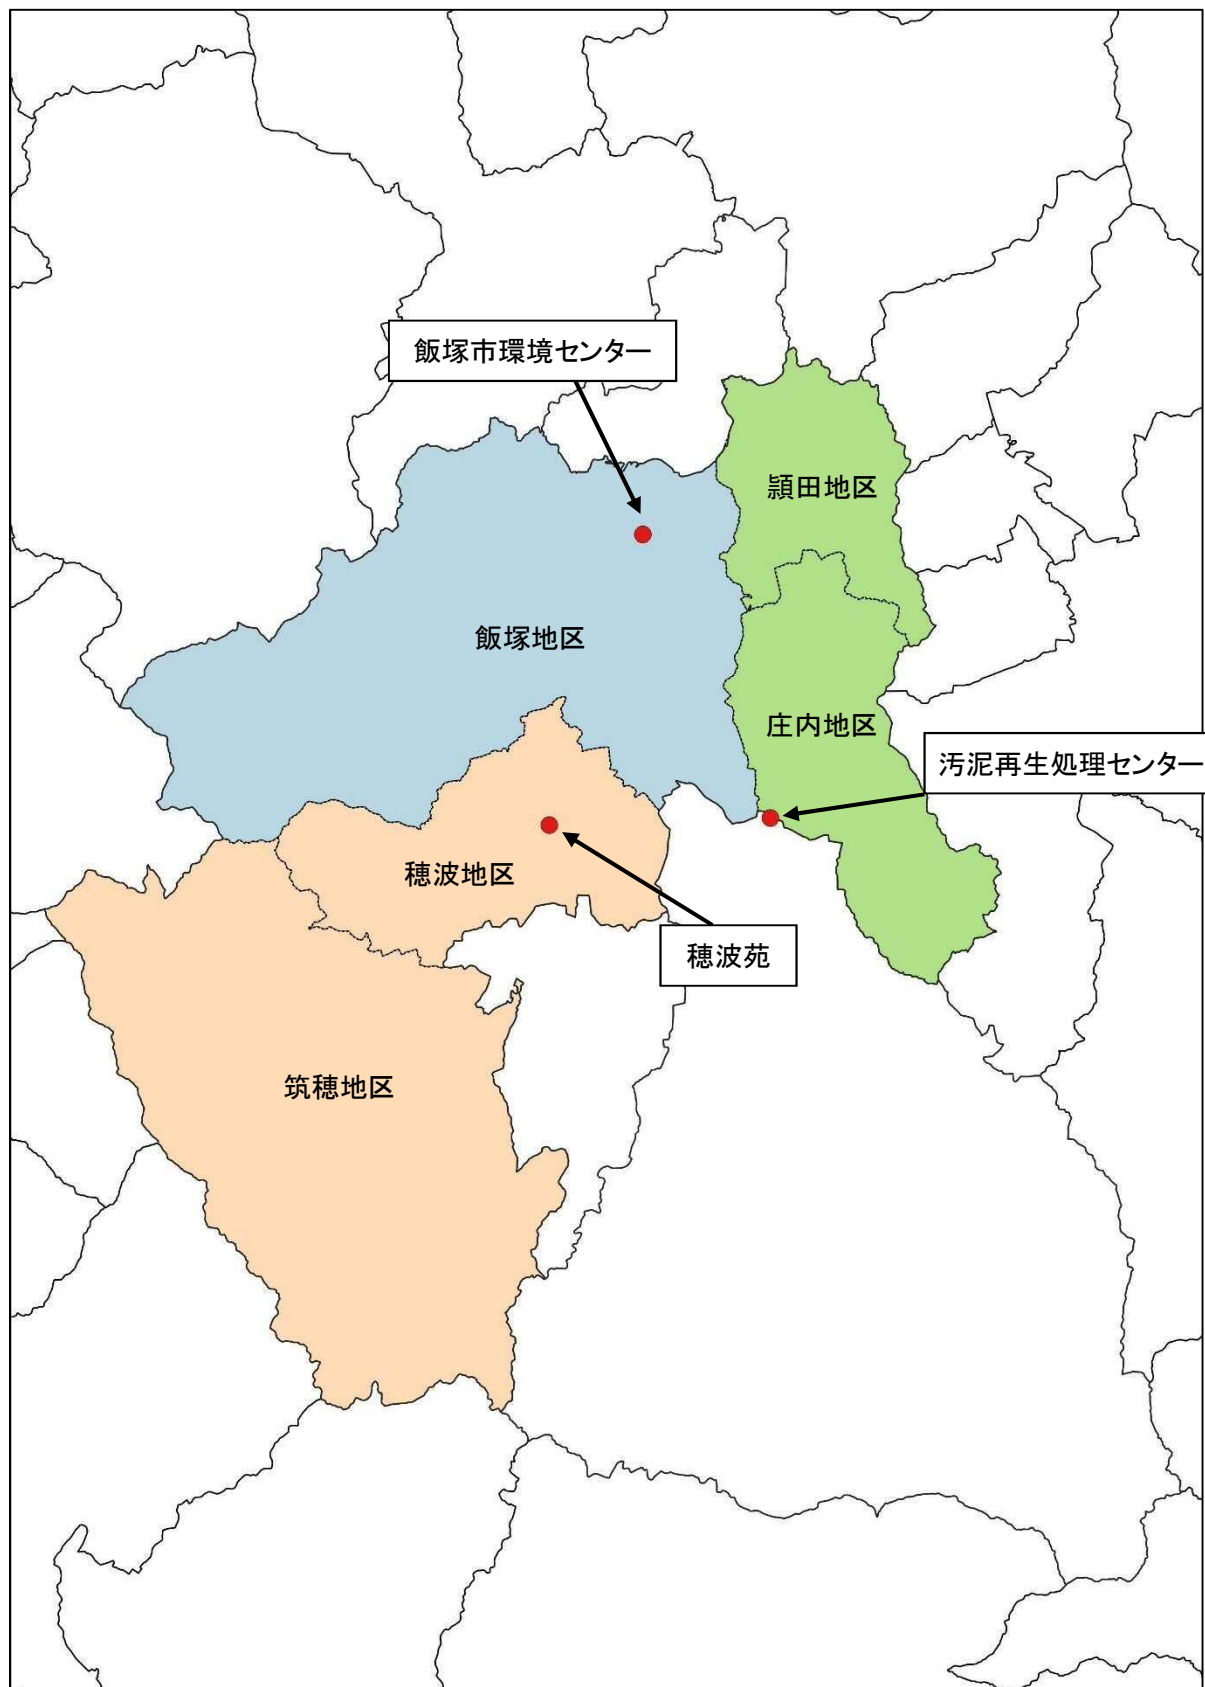 飯塚市環境センター
頴田地区
飯塚地区
庄内地区
汚泥再生処理センター
穂波地区
穂波苑
筑穂地区